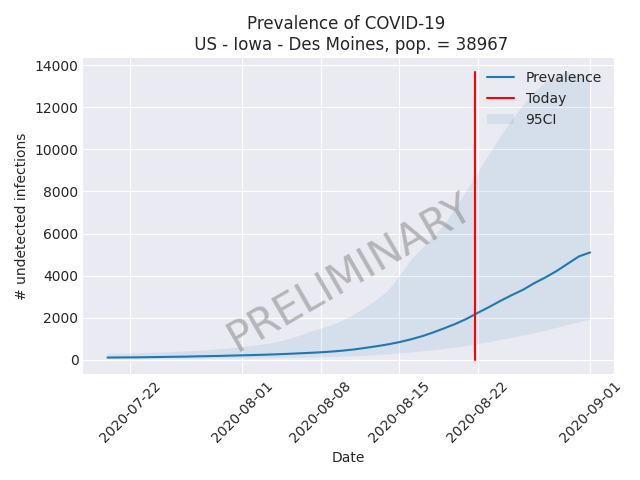 Prevalence of COVID-19
US - Iowa - Des Moines, pop. = 38967
14000
12000
10000
8000
6000
4000
2000
0
# undetected infections
Prevalence
Today
95CI
PRELIMINARY
2020-07-22
2020-08-01
2020-08-08
2020-08-15
2020-08-22
2020-09-01
Date